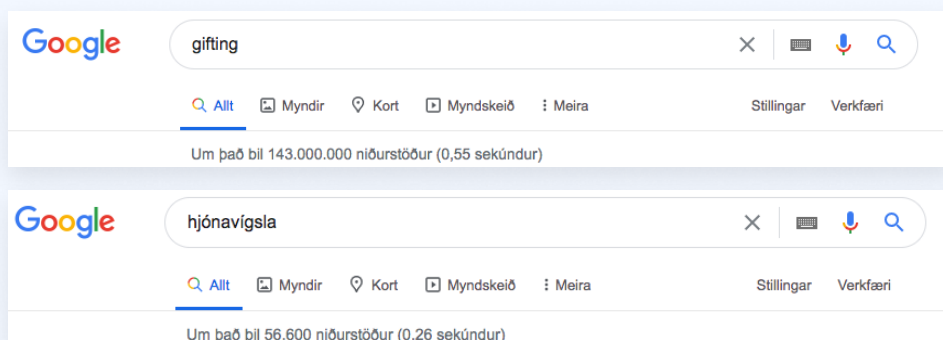 Google gifting
Allt Myndir Kort Myndskeið Meira Stillingar Verkfæri
Um það bil 143.000.000 niðurstöður (0,55 sekúndur)
Google hjónavígsla
Allt Myndir Kort Myndskeið Meira Stillingar Verkfæri
Um það bil 56.600 niðurstöður (0,26 sekúndur)